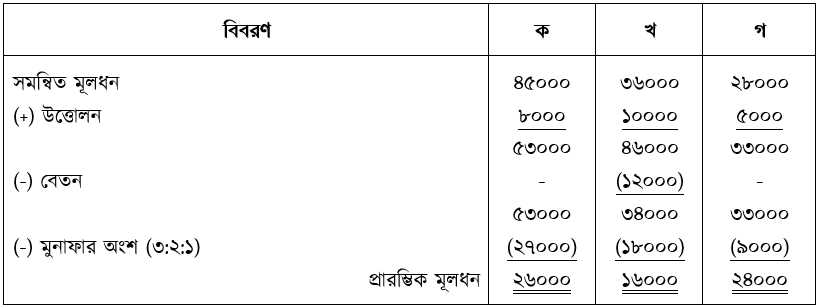 বিবরণ ক খ গ
সমন্বিত মূলধন ৪৫০০০ ৩৬০০০ ২৮০০০
(+) উত্তোলন ৮০০০ ১০০০০ ৫০০০
৫৩০০০ ৪৬০০০ ৩৩০০০
(-) বেতন - (১২০০০) -
৫৩০০০ ৩৪০০০ ৩৩০০০
(-) মুনাফার অংশ (৩:২:১) (২৭০০০) (১৮০০০) (৯০০০)
প্রারম্ভিক মূলধন ২৬০০০ ১৬০০০ ২৪০০০